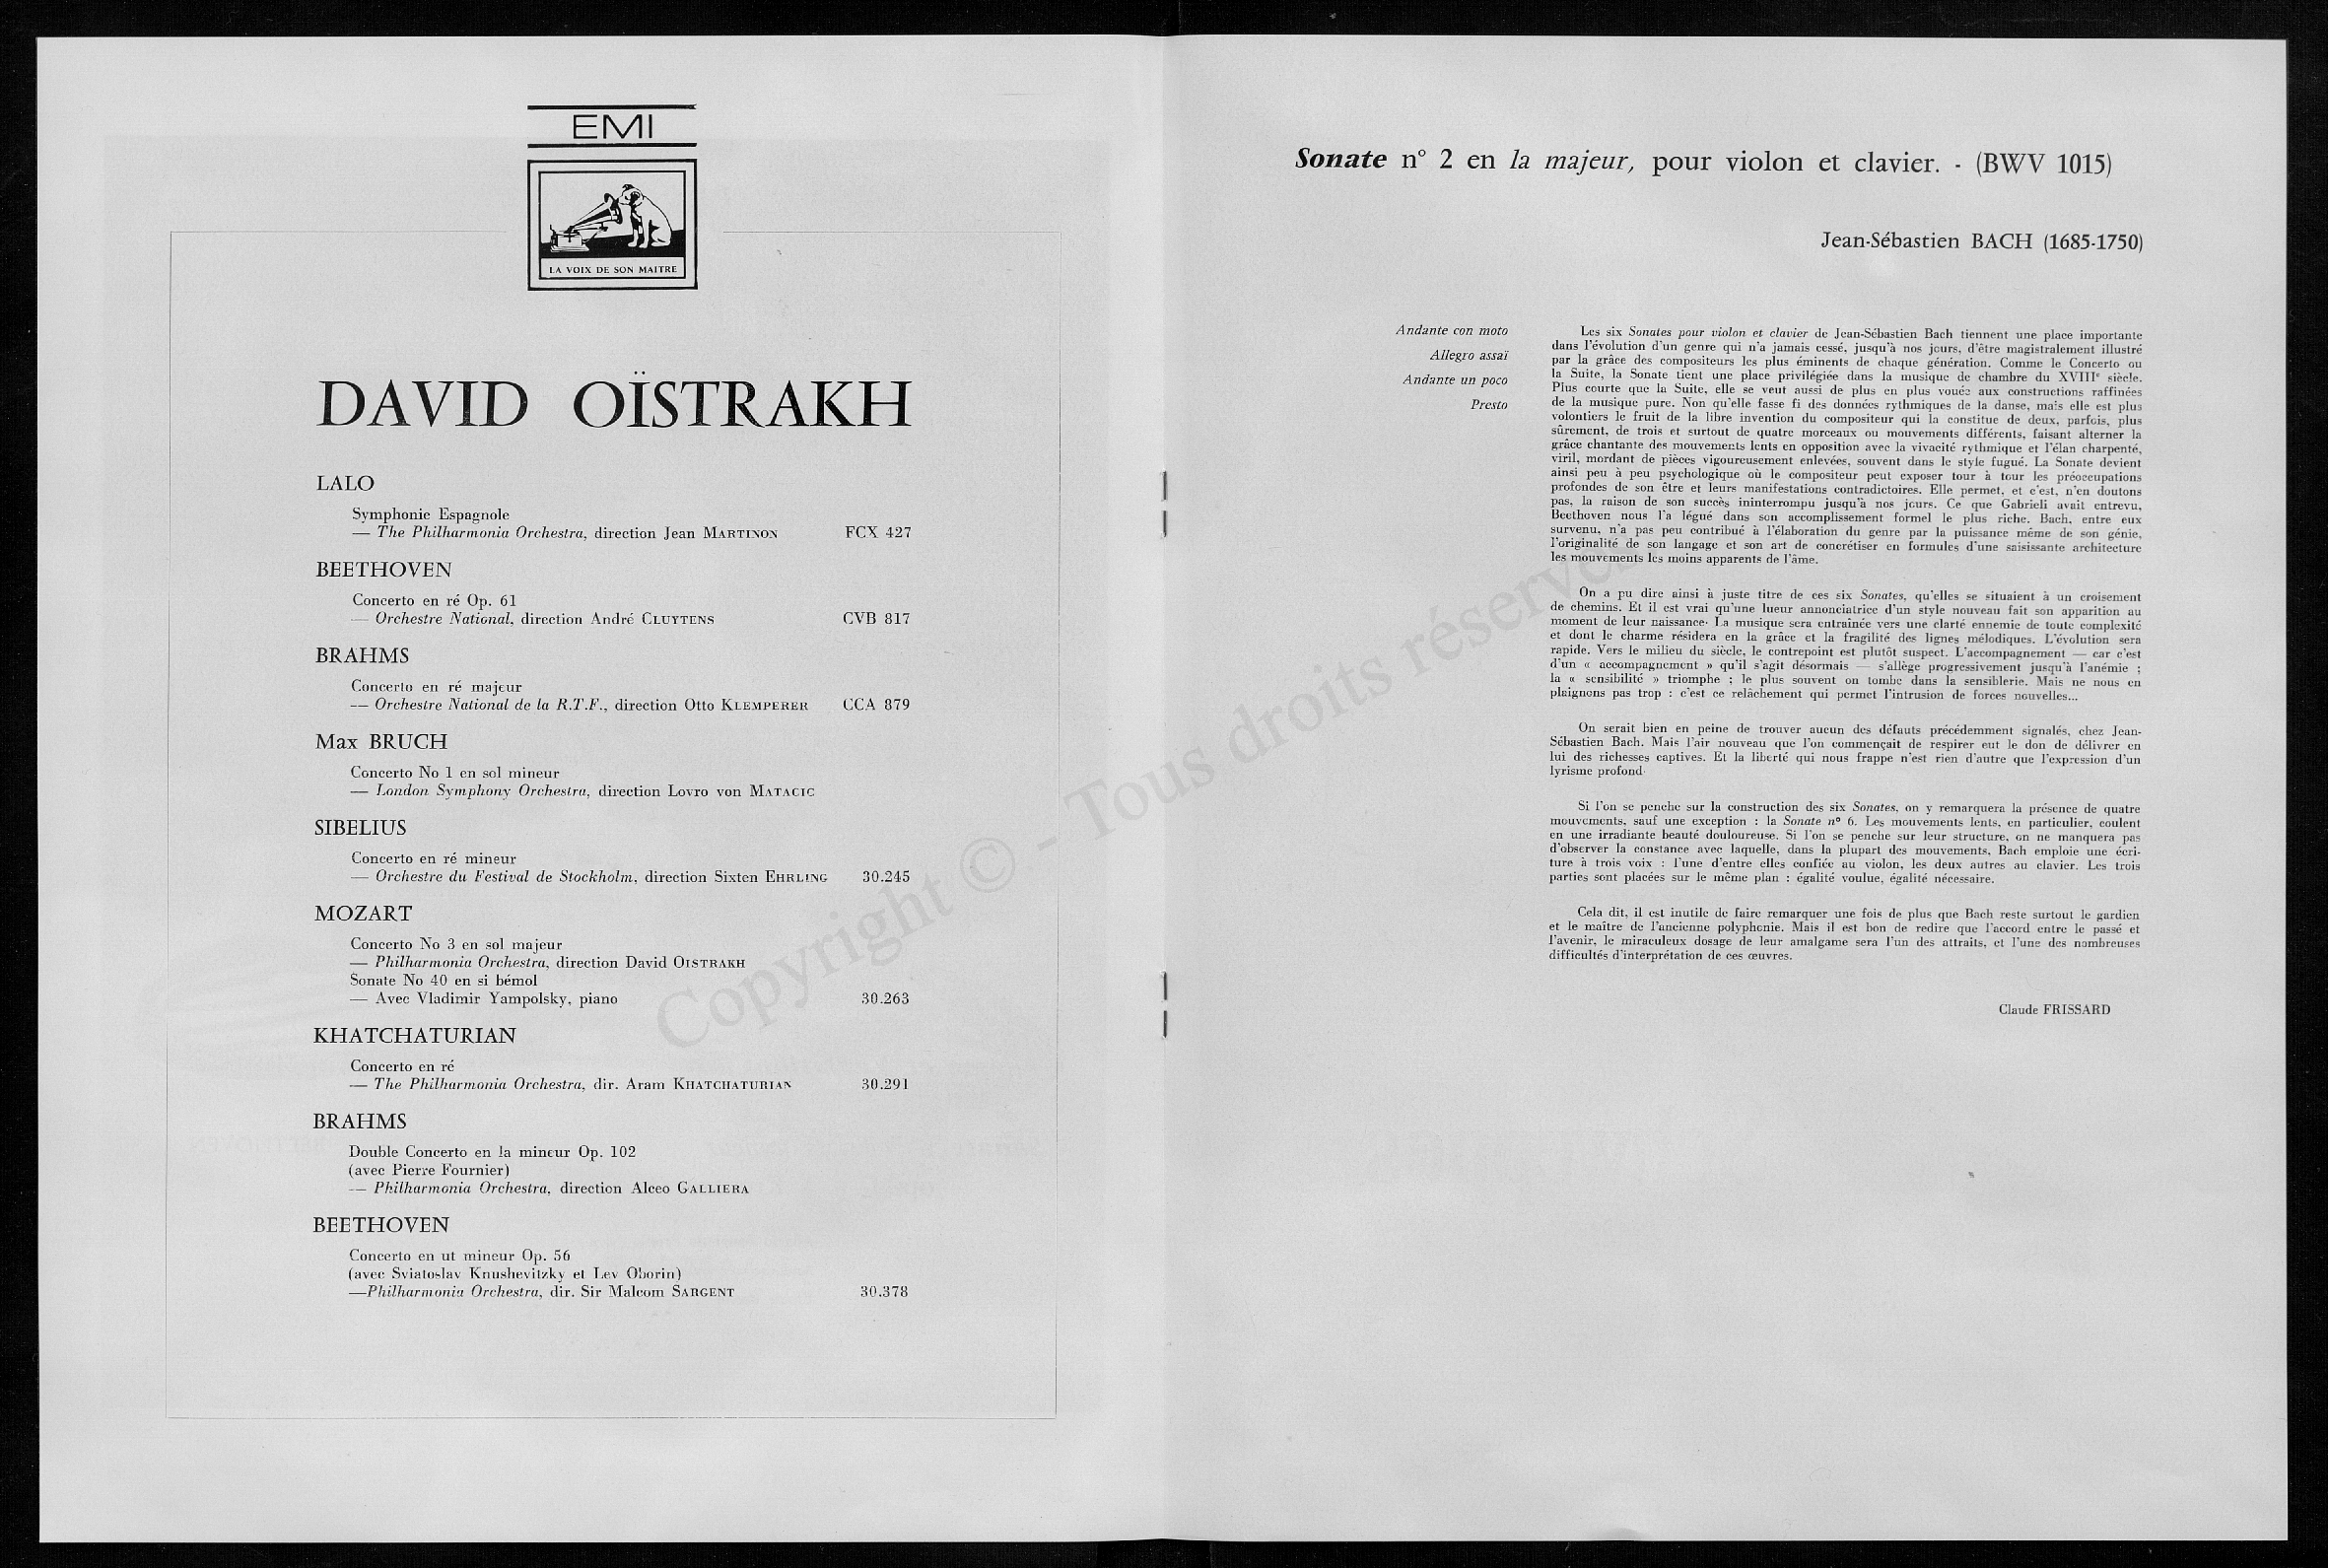 EMI
LA VOIX DE SON MAITRE
DAVID OÏSTRAKH
LALO
Symphonie Espagnole
— The Philharmonia Orchestra, direction Jean MARTINON FCX 427
BEETHOVEN
Concerto en ré Op. 61
— Orchestre National, direction André CLUYTENS CVB 817
BRAHMS
Concerto en ré majeur
— Orchestre National de la R.T.F., direction Otto KLEMPERER CCA 879
Max BRUCH
Concerto No 1 en sol mineur
— London Symphony Orchestra, direction Lovro von MATACIC
SIBELIUS
Concerto en ré mineur
— Orchestre du Festival de Stockholm, direction Sixten EHRLING 30.245
MOZART
Concerto No 3 en sol majeur
— Philharmonia Orchestra, direction David OISTRAKH
Sonate No 40 en si bémol
— Avec Vladimir Yampolsky, piano 30.263
KHATCHATURIAN
Concerto en ré
— The Philharmonia Orchestra, dir. Aram KHATCHATURIAN 30.291
BRAHMS
Double Concerto en la mineur Op. 102
(avec Pierre Fournier)
— Philharmonia Orchestra, direction Alceo GALLIERA
BEETHOVEN
Concerto en ut mineur Op. 56
(avec Sviatoslav Knushevitzky et Lev Oborin)
—Philharmonia Orchestra, dir. Sir Malcom SARGENT 30.378
Sonate n° 2 en la majeur, pour violon et clavier. - (BWV 1015)
Jean-Sébastien BACH (1685-1750)
Andante con moto
Allegro assaï
Andante un poco
Presto
Les six Sonates pour violon et clavier de Jean-Sébastien Bach tiennent une place importante
dans l'évolution d'un genre qui n'a jamais cessé, jusqu'à nos jours, d'être magistralement illustré
par la grâce des compositeurs les plus éminents de chaque génération. Comme le Concerto ou
la Suite, la Sonate tient une place privilégiée dans la musique de chambre du XVIIIe siècle.
Plus courte que la Suite, elle se veut aussi de plus en plus vouée aux constructions raffinées
de la musique pure. Non qu'elle fasse fi des données rythmiques de la danse, mais elle est plus
volontiers le fruit de la libre invention du compositeur qui la constitue de deux, parfois, plus
sûrement, de trois et surtout de quatre morceaux ou mouvements différents, faisant alterner la
grâce chantante des mouvements lents en opposition avec la vivacité rythmique et l'élan charpenté,
viril, mordant de pièces vigoureusement enlevées, souvent dans le style fugué. La Sonate devient
ainsi peu à peu psychologique où le compositeur peut exposer tour à tour les préoccupations
profondes de son être et leurs manifestations contradictoires. Elle permet, et c'est, n'en doutons
pas, la raison de son succès ininterrompu jusqu'à nos jours. Ce que Gabrieli avait entrevu,
Beethoven nous l'a légué dans son accomplissement formel le plus riche. Bach, entre eux
survenu, n'a pas peu contribué à l'élaboration du genre par la puissance même de son génie,
l'originalité de son langage et son art de concrétiser en formules d'une saisissante architecture
les mouvements les moins apparents de l'âme.
On a pu dire ainsi à juste titre de ces six Sonates, qu'elles se situaient à un croisement
de chemins. Et il est vrai qu'une lueur annonciatrice d'un style nouveau fait son apparition au
moment de leur naissance. La musique sera entraînée vers une clarté ennemie de toute complexité
et dont le charme résidera en la grâce et la fragilité des lignes mélodiques. L'évolution sera
rapide. Vers le milieu du siècle, le contrepoint est plutôt suspect. L'accompagnement — car c'est
d'un « accompagnement » qu'il s'agit désormais — s'allège progressivement jusqu'à l'anémie ;
la « sensibilité » triomphe ; le plus souvent on tombe dans la sensiblerie. Mais ne nous en
plaignons pas trop : c'est ce relâchement qui permet l'intrusion de forces nouvelles...
On serait bien en peine de trouver aucun des défauts précédemment signalés, chez Jean-
Sébastien Bach. Mais l'air nouveau que l'on commençait de respirer eut le don de délivrer en
lui des richesses captives. Et la liberté qui nous frappe n'est rien d'autre que l'expression d'un
lyrisme profond.
Si l'on se penche sur la construction des six Sonates, on y remarquera la présence de quatre
mouvements, sauf une exception : la Sonate n° 6. Les mouvements lents, en particulier, coulent
en une irradiante beauté douloureuse. Si l'on se penche sur leur structure, on ne manquera pas
d'observer la constance avec laquelle, dans la plupart des mouvements, Bach emploie une écri-
ture à trois voix : l'une d'entre elles confiée au violon, les deux autres au clavier. Les trois
parties sont placées sur le même plan : égalité voulue, égalité nécessaire.
Cela dit, il est inutile de faire remarquer une fois de plus que Bach reste surtout le gardien
et le maître de l'ancienne polyphonie. Mais il est bon de redire que l'accord entre le passé et
l'avenir, le miraculeux dosage de leur amalgame sera l'un des attraits, et l'une des nombreuses
difficultés d'interprétation de ces œuvres.
Claude FRISSARD
Copyright © - Tous droits réservés